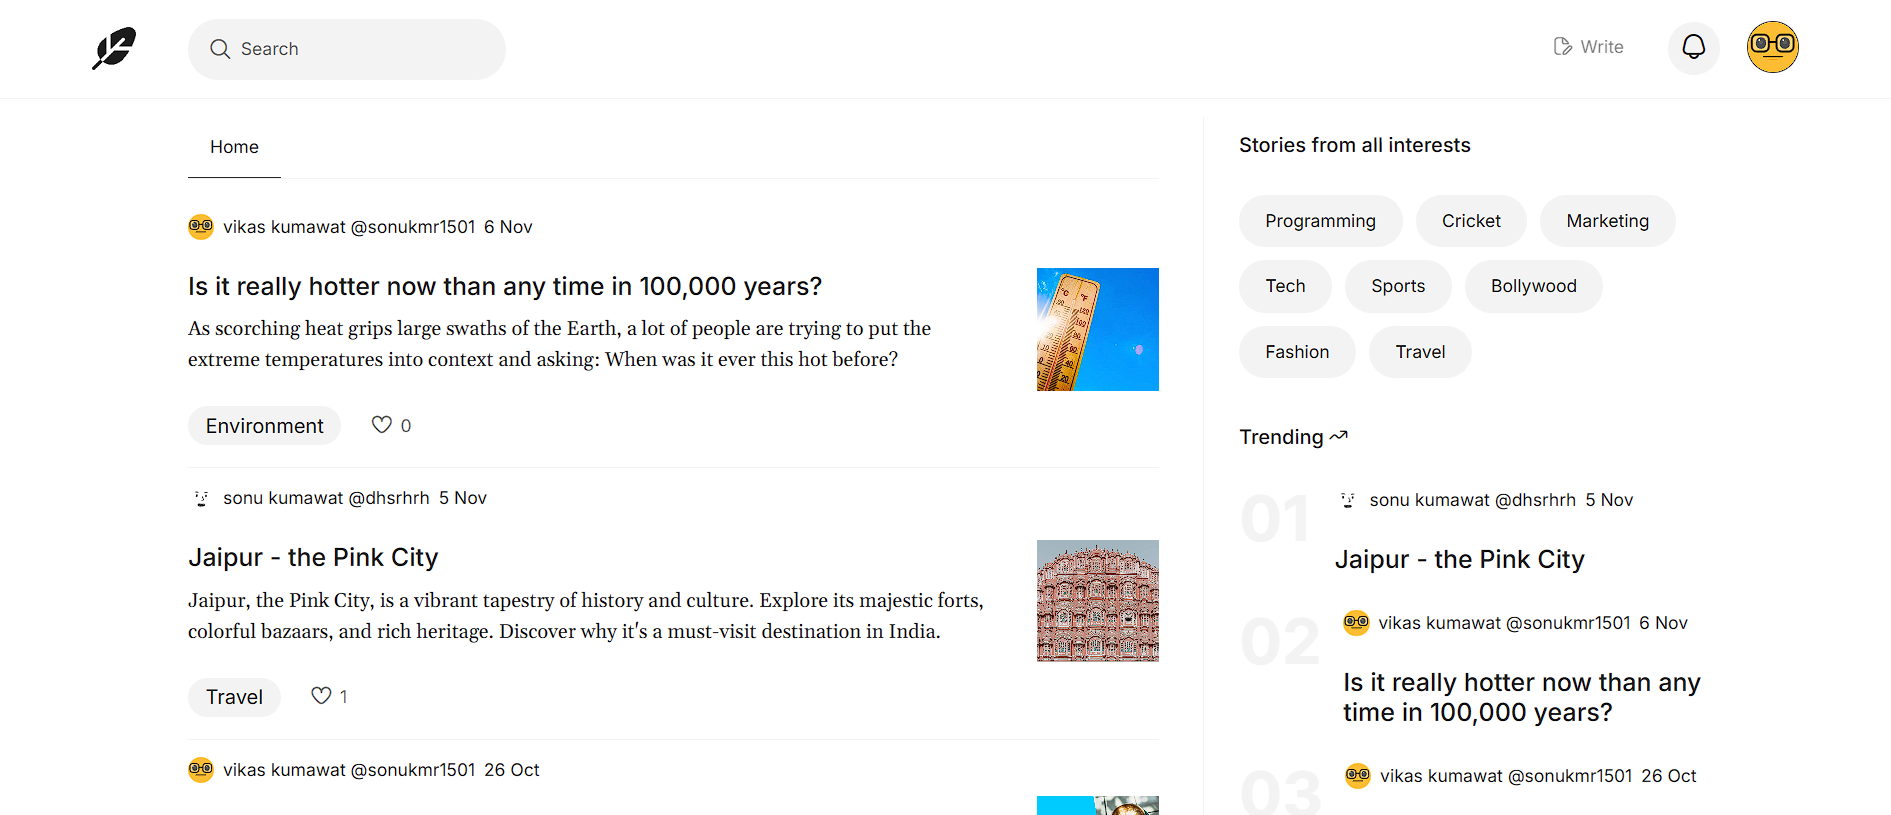 Search
Write
Home
vikas kumawat @sonukmr1501 6 Nov
Is it really hotter now than any time in 100,000 years?
As scorching heat grips large swaths of the Earth, a lot of people are trying to put the
extreme temperatures into context and asking: When was it ever this hot before?
Environment
0
sonu kumawat @dhsrhrh 5 Nov
Jaipur - the Pink City
Jaipur, the Pink City, is a vibrant tapestry of history and culture. Explore its majestic forts,
colorful bazaars, and rich heritage. Discover why it's a must-visit destination in India.
Travel
1
vikas kumawat @sonukmr1501 26 Oct
Stories from all interests
Programming
Cricket
Marketing
Tech
Sports
Bollywood
Fashion
Travel
Trending
01
sonu kumawat @dhsrhrh 5 Nov
Jaipur - the Pink City
02
vikas kumawat @sonukmr1501 6 Nov
Is it really hotter now than any
time in 100,000 years?
03
vikas kumawat @sonukmr1501 26 Oct